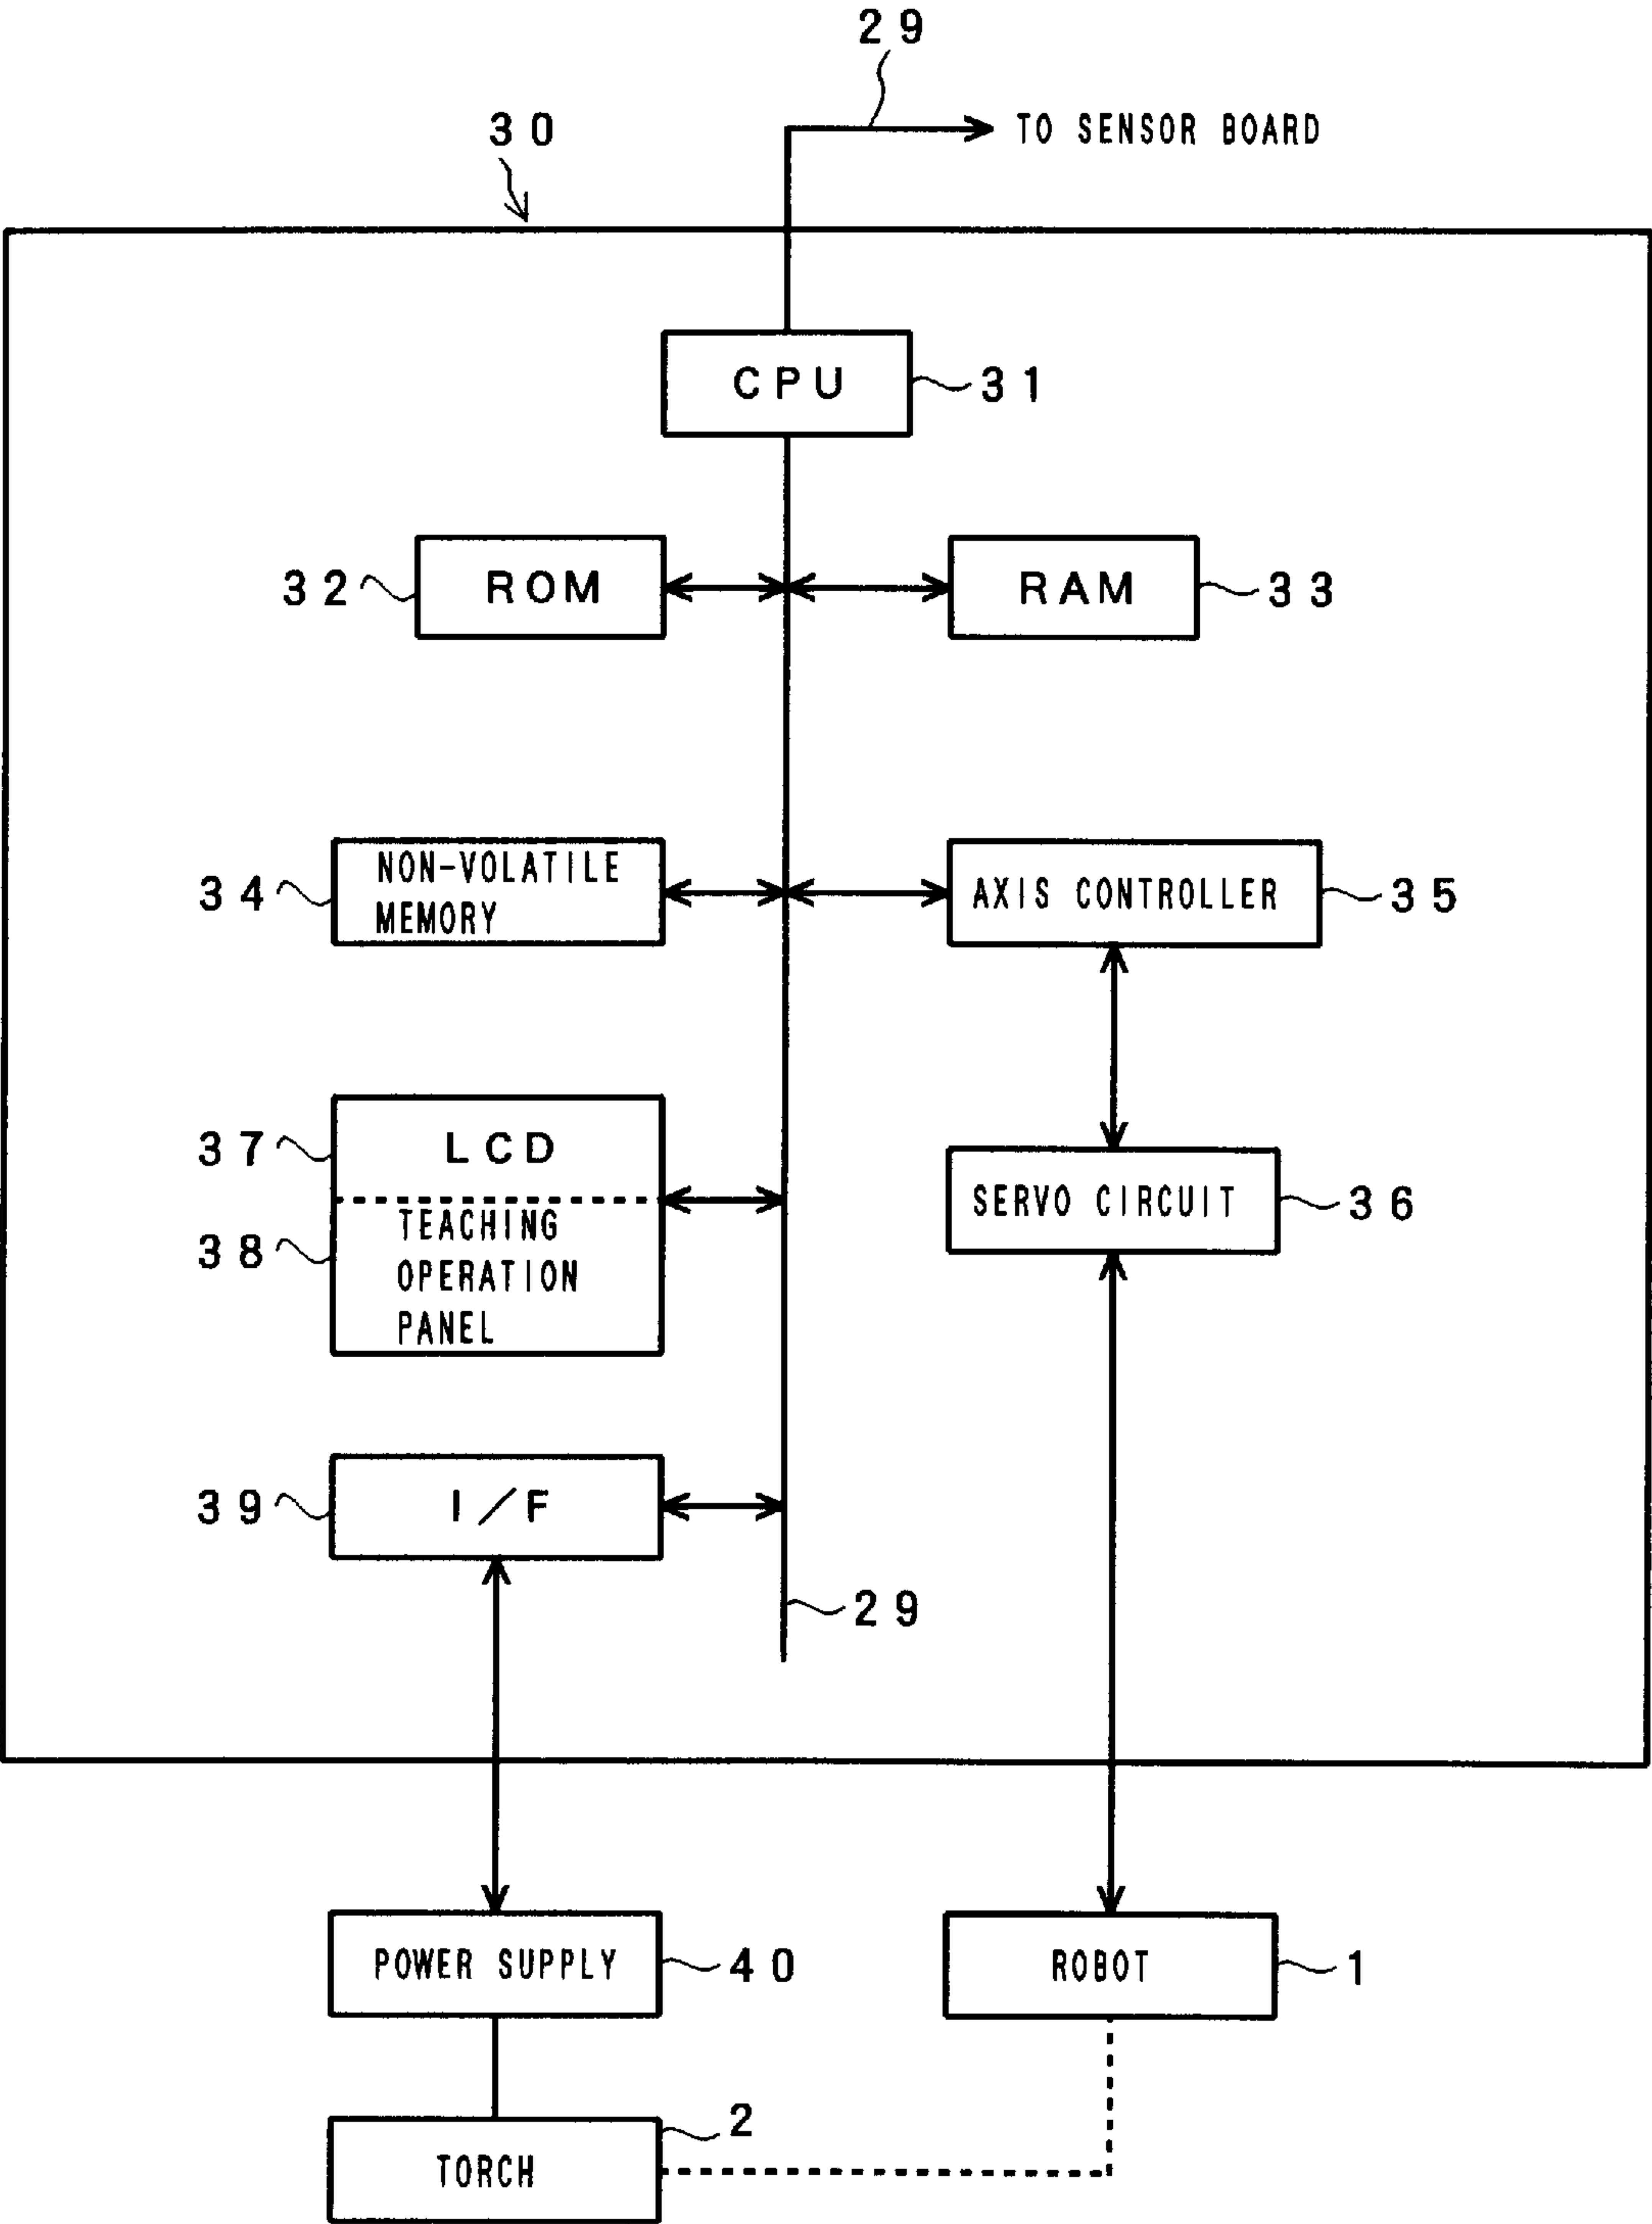 29
TO SENSOR BOARD
30
CPU
31
32
ROM
RAM
33
34
NON-VOLATILE
MEMORY
AXIS CONTROLLER
35
37
LCD
38
TEACHING
OPERATION
PANEL
SERVO CIRCUIT
36
39
I/F
29
POWER SUPPLY
40
ROBOT
1
2
TORCH